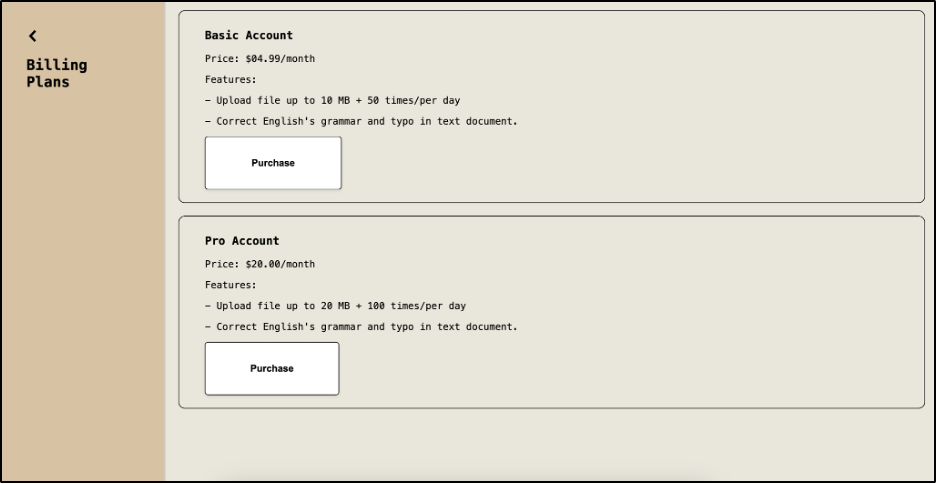 Billing
Plans
Basic Account
Price: $04.99/month
Features:
- Upload file up to 10 MB + 50 times/per day
- Correct English's grammar and typo in text document.
Purchase
Pro Account
Price: $20.00/month
Features:
- Upload file up to 20 MB + 100 times/per day
- Correct English's grammar and typo in text document.
Purchase